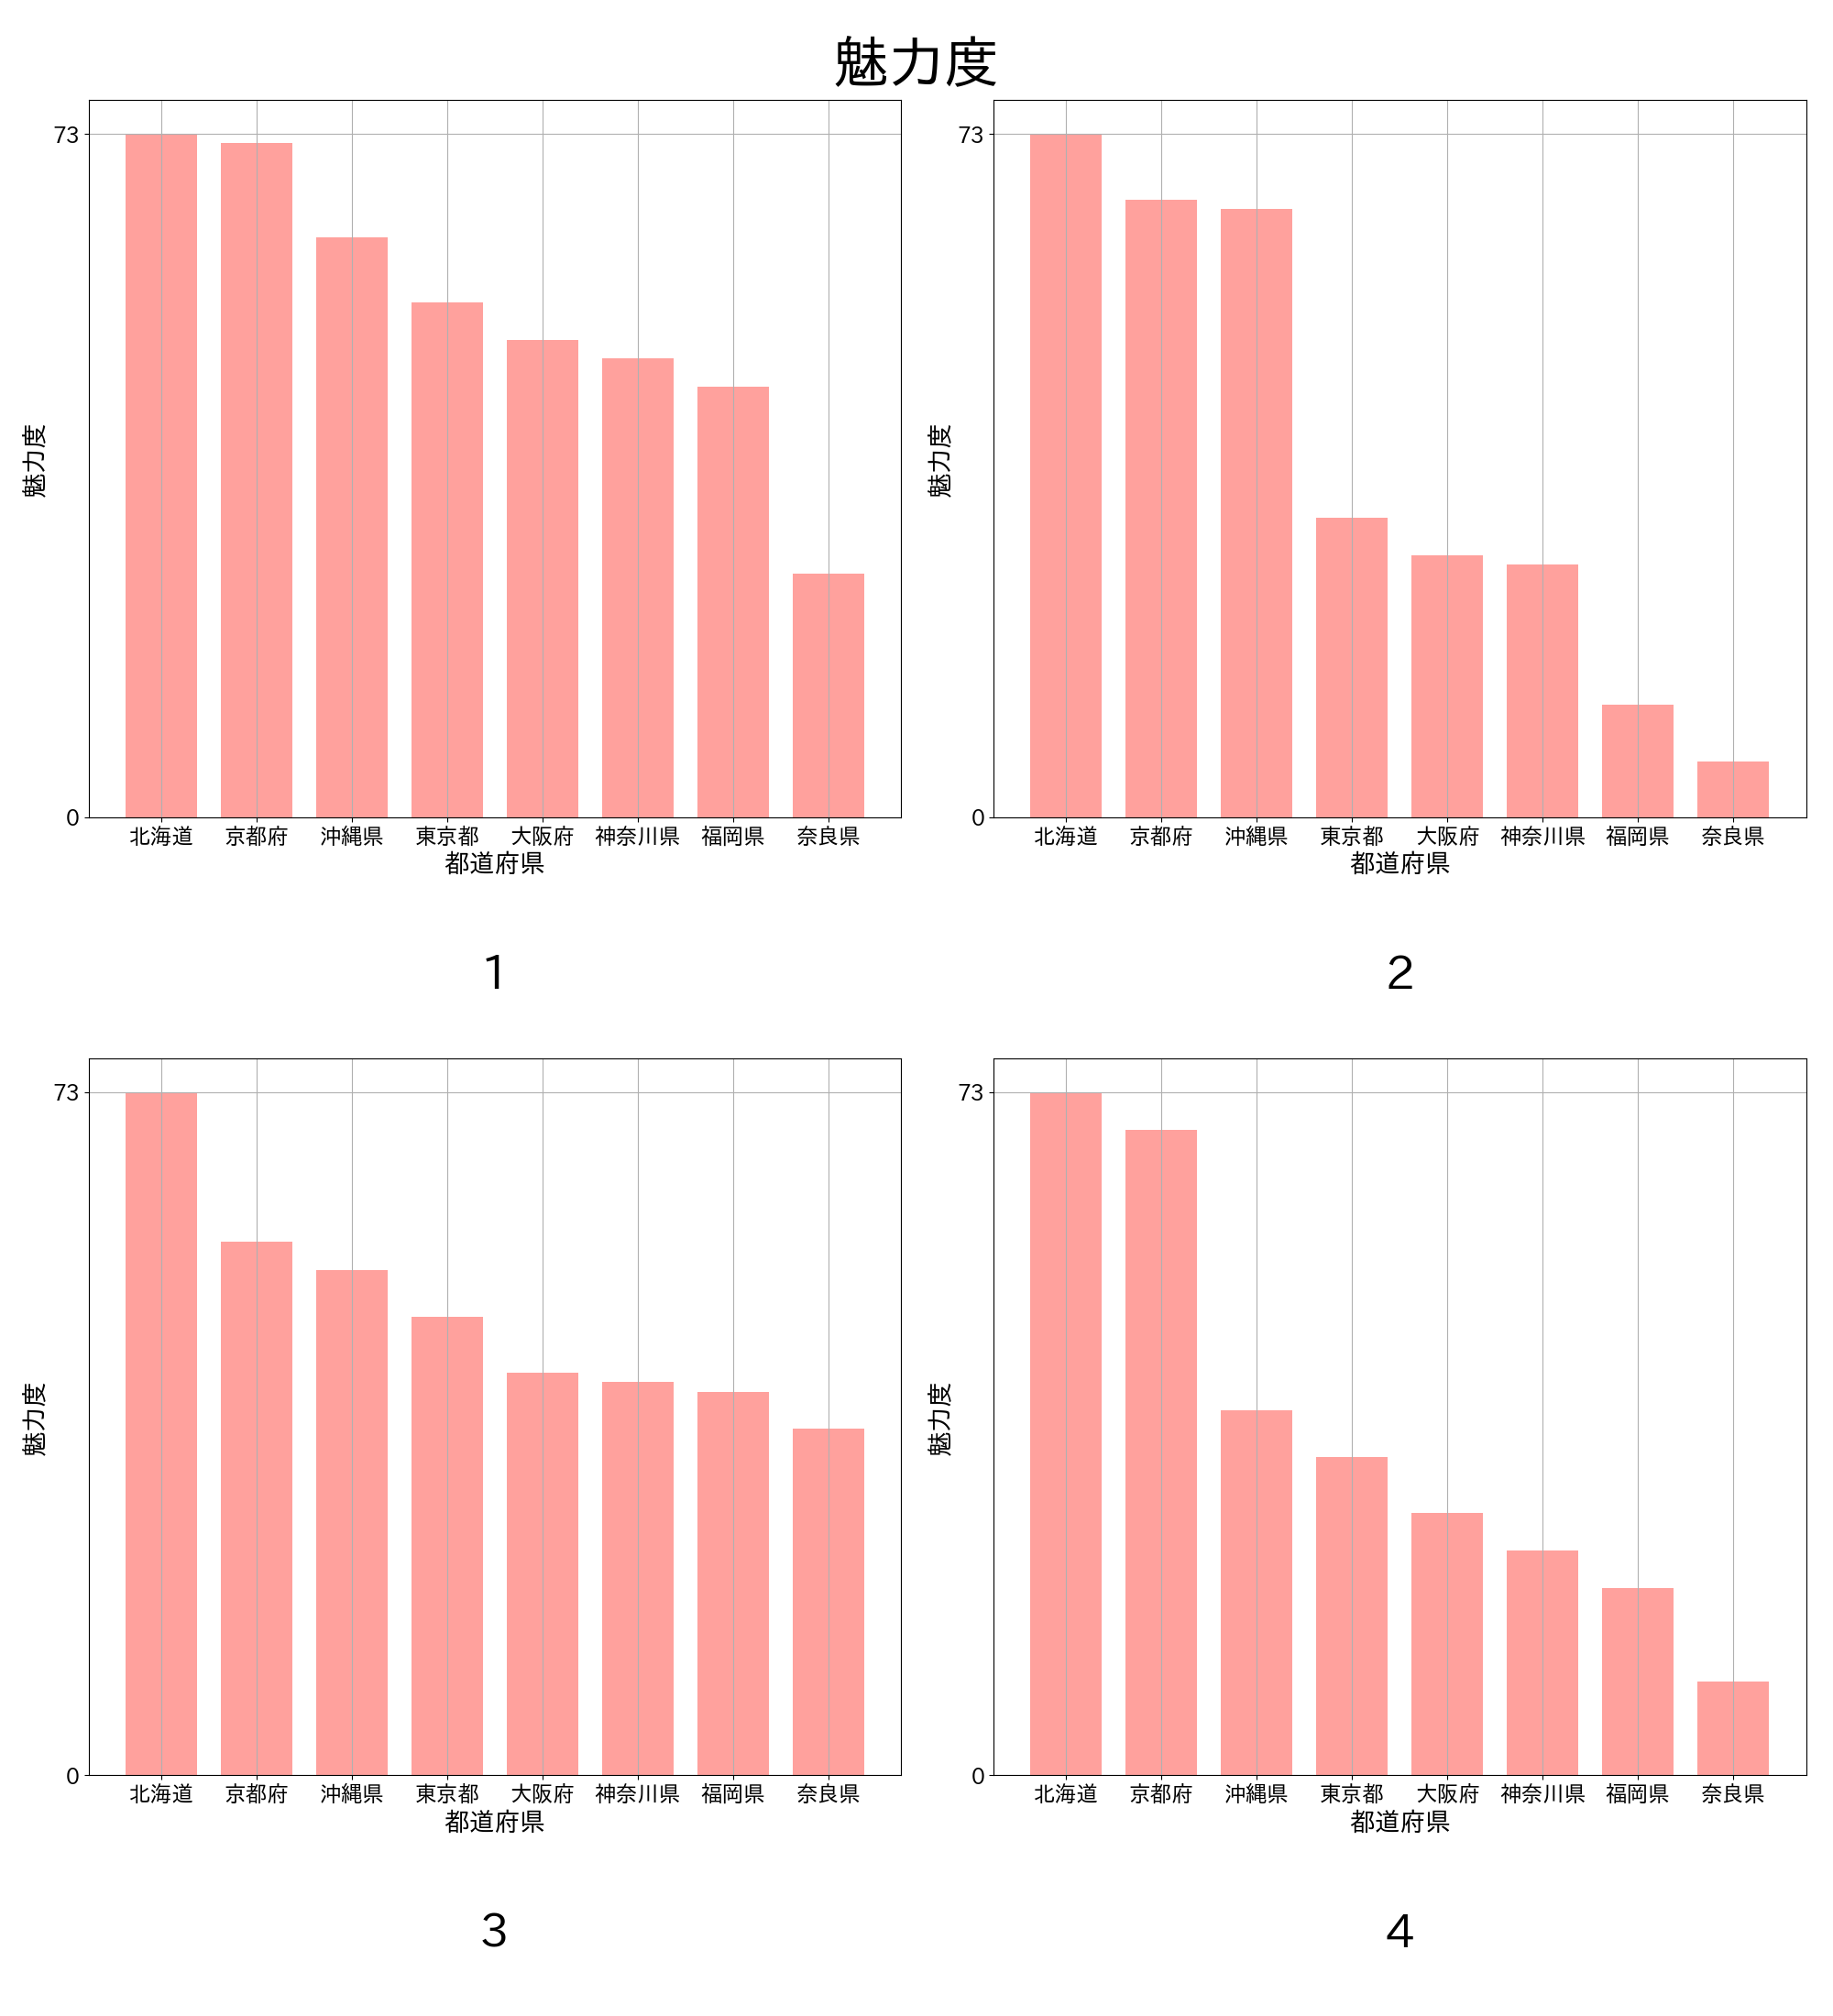 魅力度
73
0
魅力度
北海道 京都府 沖縄県 東京都 大阪府 神奈川県 福岡県 奈良県
都道府県
1
73
0
魅力度
北海道 京都府 沖縄県 東京都 大阪府 神奈川県 福岡県 奈良県
都道府県
2
73
0
魅力度
北海道 京都府 沖縄県 東京都 大阪府 神奈川県 福岡県 奈良県
都道府県
3
73
0
魅力度
北海道 京都府 沖縄県 東京都 大阪府 神奈川県 福岡県 奈良県
都道府県
4